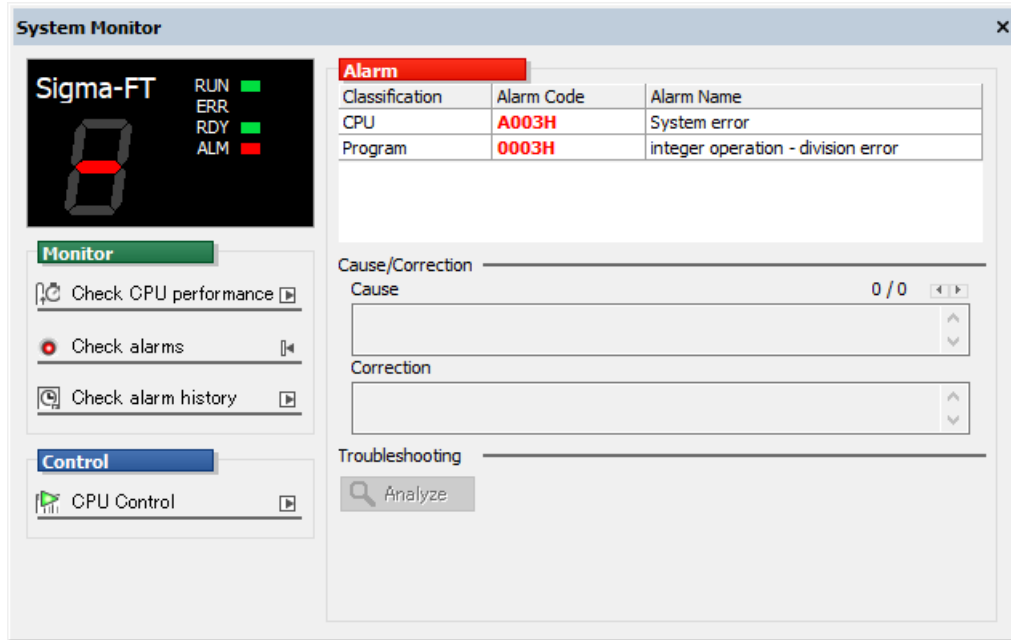 System Monitor
Sigma-FT
RUN
ERR
RDY
ALM
Monitor
Check CPU performance
Check alarms
Check alarm history
Control
CPU Control
Alarm
Classification Alarm Code Alarm Name
CPU A003H System error
Program 0003H integer operation - division error
Cause/Correction
Cause 0 / 0
Correction
Troubleshooting
Analyze